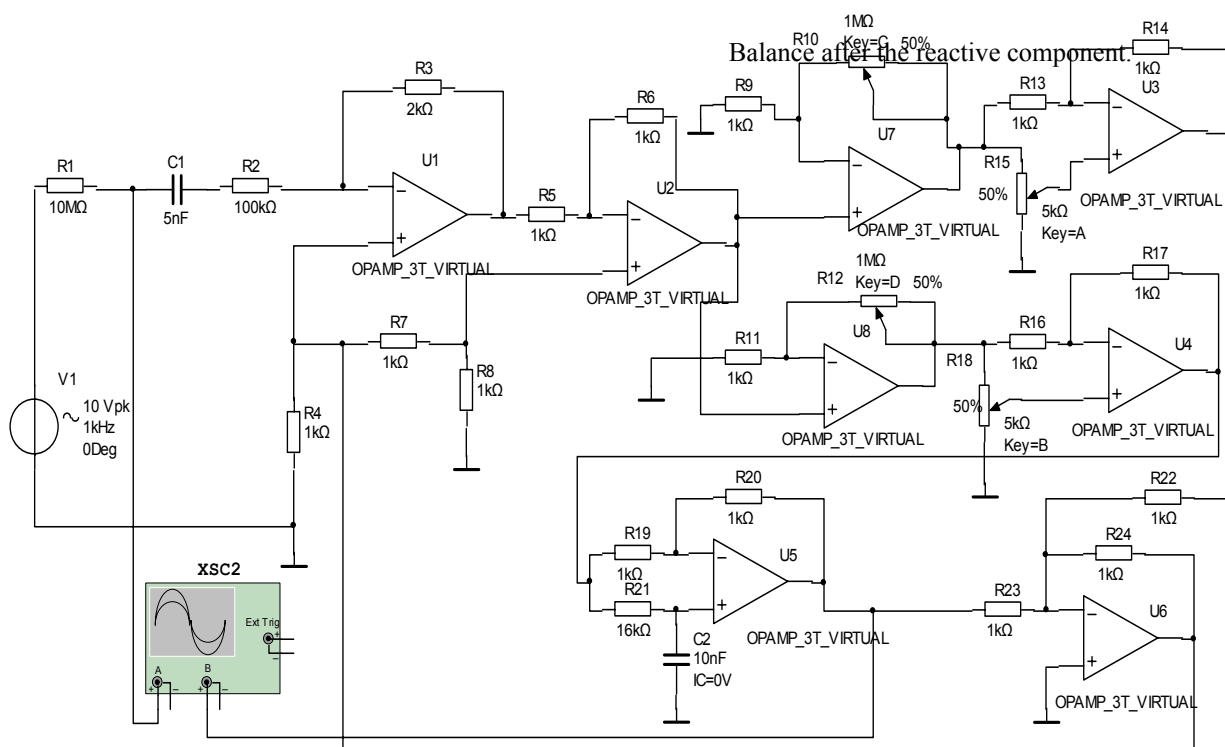 1MΩ
R10 Key=C 50%
Balance after the reactive component.
R14
1kΩ
R3
2kΩ
R6
1kΩ
R9
1kΩ
R13
1kΩ
U3
U7
R1
10MΩ
C1
5nF
R2
100kΩ
U1
R5
1kΩ
U2
R15
50%
5kΩ
Key=A
OPAMP_3T_VIRTUAL
OPAMP_3T_VIRTUAL
OPAMP_3T_VIRTUAL
OPAMP_3T_VIRTUAL
1MΩ
R12 Key=D 50%
R17
1kΩ
R7
1kΩ
R11
1kΩ
U8
R16
1kΩ
U4
R8
1kΩ
R18
50%
5kΩ
Key=B
V1
10 Vpk
1kHz
0Deg
R4
1kΩ
OPAMP_3T_VIRTUAL
OPAMP_3T_VIRTUAL
R20
1kΩ
R22
1kΩ
R19
1kΩ
U5
R24
1kΩ
XSC2
Ext Trig
+
−
A
B
+ − + −
R21
16kΩ
C2
10nF
IC=0V
OPAMP_3T_VIRTUAL
R23
1kΩ
U6
OPAMP_3T_VIRTUAL